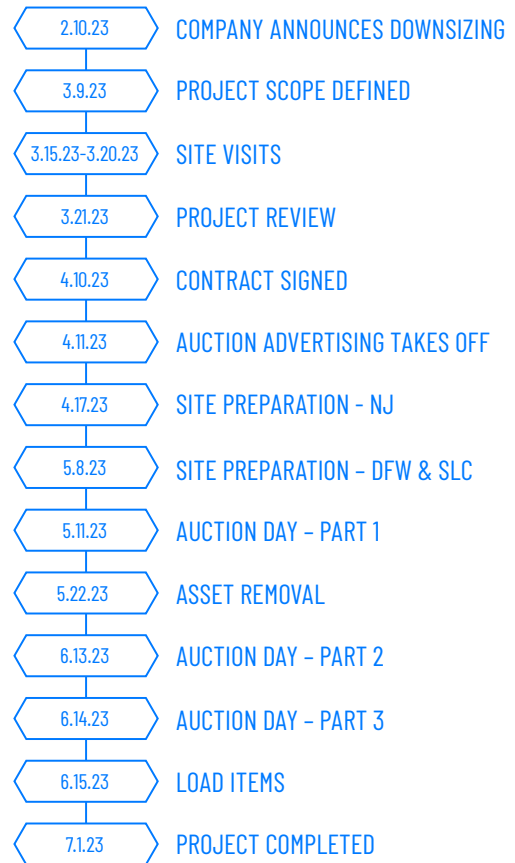 2.10.23 COMPANY ANNOUNCES DOWNSIZING
3.9.23 PROJECT SCOPE DEFINED
3.15.23-3.20.23 SITE VISITS
3.21.23 PROJECT REVIEW
4.10.23 CONTRACT SIGNED
4.11.23 AUCTION ADVERTISING TAKES OFF
4.17.23 SITE PREPARATION - NJ
5.8.23 SITE PREPARATION – DFW & SLC
5.11.23 AUCTION DAY – PART 1
5.22.23 ASSET REMOVAL
6.13.23 AUCTION DAY – PART 2
6.14.23 AUCTION DAY – PART 3
6.15.23 LOAD ITEMS
7.1.23 PROJECT COMPLETED